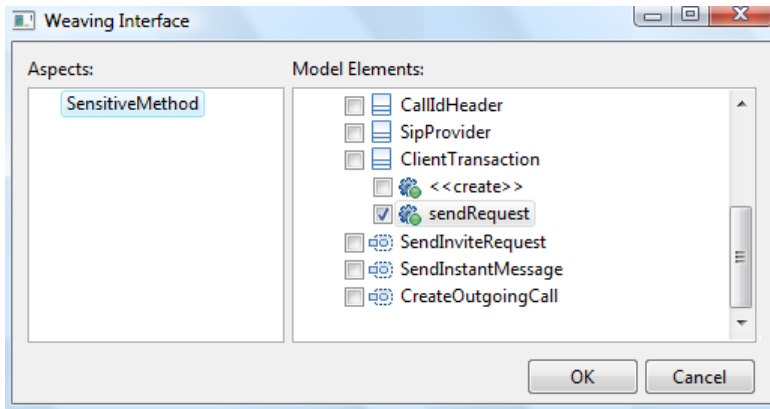 Weaving Interface
Aspects:
SensitiveMethod
Model Elements:
CallIdHeader
SipProvider
ClientTransaction
<<create>>
sendRequest
SendInviteRequest
SendInstantMessage
CreateOutgoingCall
OK
Cancel